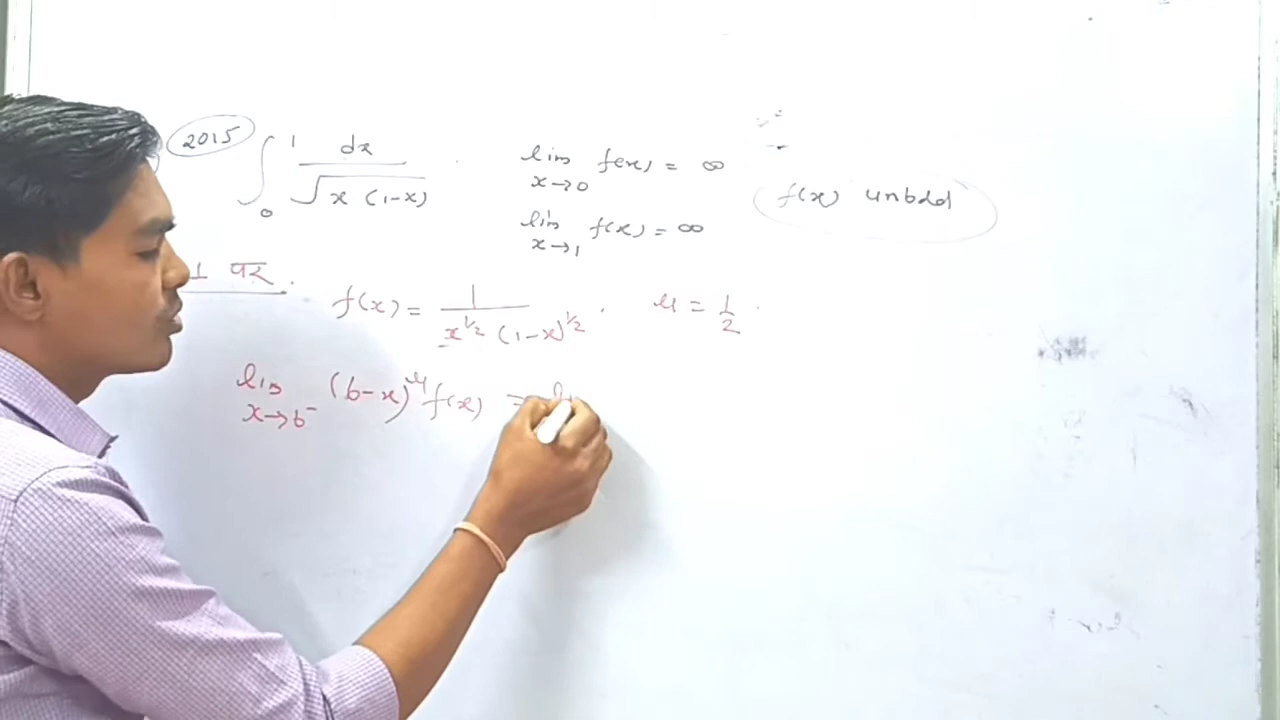 2015 ∫₀¹ dx / √x (1-x)
lim x→0 f(x) = ∞
lim x→1 f(x) = ∞
f(x) unbdd
1 पर
f(x) = 1 / x^1/2 (1-x)^1/2 . μ = 1/2 .
lim x→b⁻ (b-x)^μ f(x) =